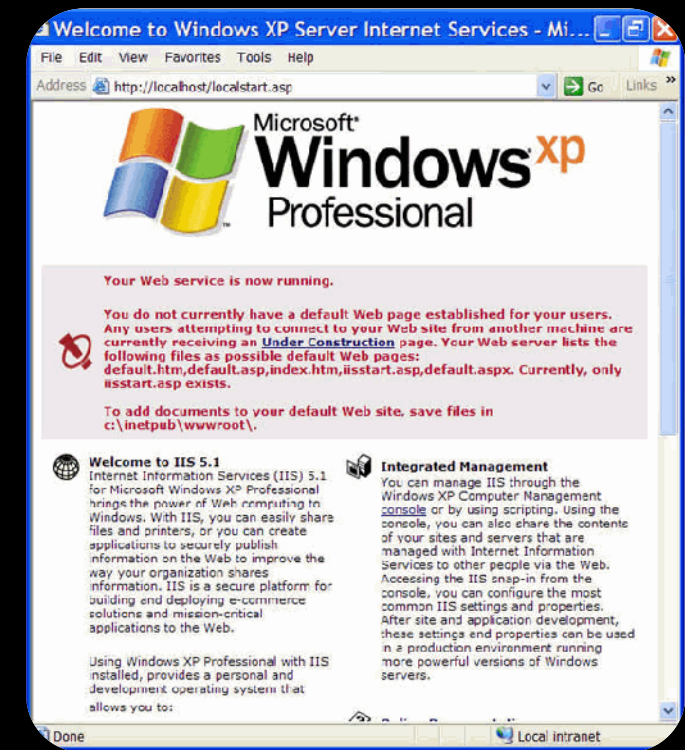 Welcome to Windows XP Server Internet Services - Mi...
File Edit View Favorites Tools Help
Address http://localhost/localstart.asp Go Links »
Microsoft®
Windows xp
Professional
Your Web service is now running.
You do not currently have a default Web page established for your users.
Any users attempting to connect to your Web site from another machine are
currently receiving an Under Construction page. Your Web server lists the
following files as possible default Web pages:
default.htm,default.asp,index.htm,iisstart.asp,default.aspx. Currently, only
iisstart.asp exists.
To add documents to your default Web site, save files in
c:\inetpub\wwwroot\.
Welcome to IIS 5.1
Internet Information Services (IIS) 5.1
for Microsoft Windows XP Professional
brings the power of Web computing to
Windows. With IIS, you can easily share
files and printers, or you can create
applications to securely publish
information on the Web to improve the
way your organization shares
information. IIS is a secure platform for
building and deploying e-commerce
solutions and mission-critical
applications to the Web.
Using Windows XP Professional with IIS
installed, provides a personal and
development operating system that
allows you to:
Integrated Management
You can manage IIS through the
Windows XP Computer Management
console or by using scripting. Using the
console, you can also share the contents
of your sites and servers that are
managed with Internet Information
Services to other people via the Web.
Accessing the IIS snap-in from the
console, you can configure the most
common IIS settings and properties.
After site and application development,
these settings and properties can be used
in a production environment running
more powerful versions of Windows
servers.
Done Local intranet